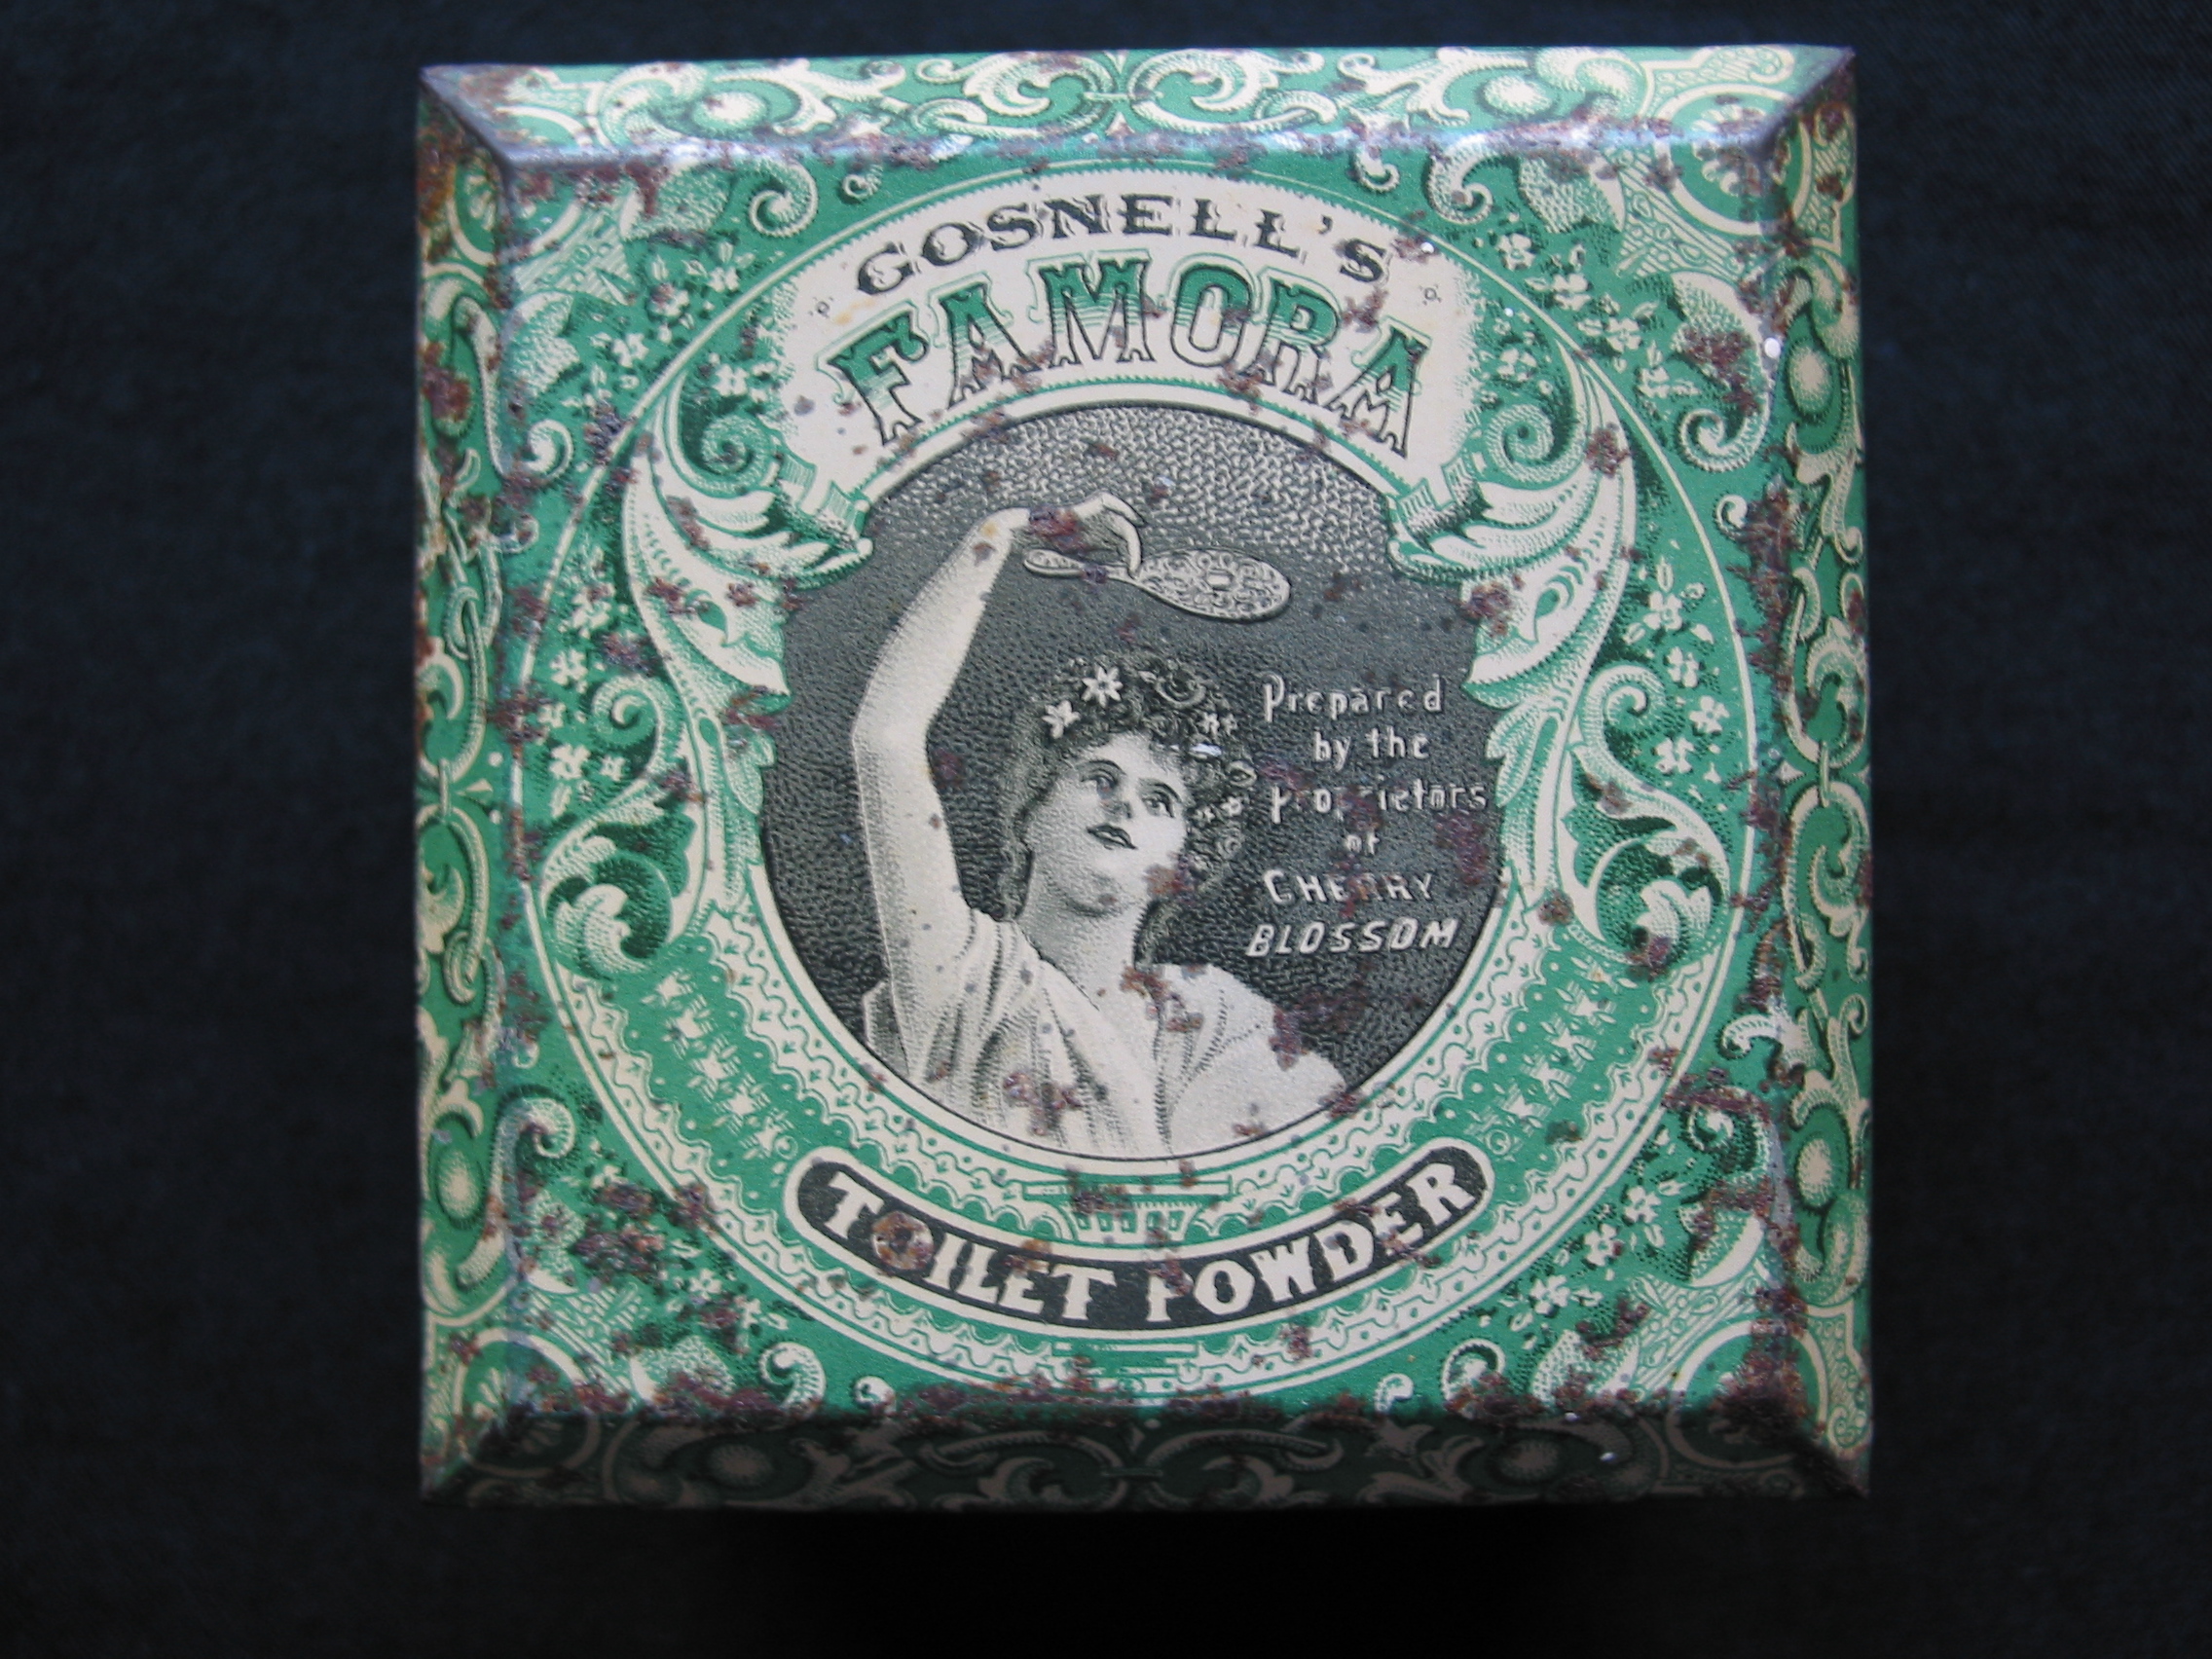 GOSNELL'S
FAMORA
Prepared
by the
Proprietors
of
CHERRY
BLOSSOM
TOILET POWDER